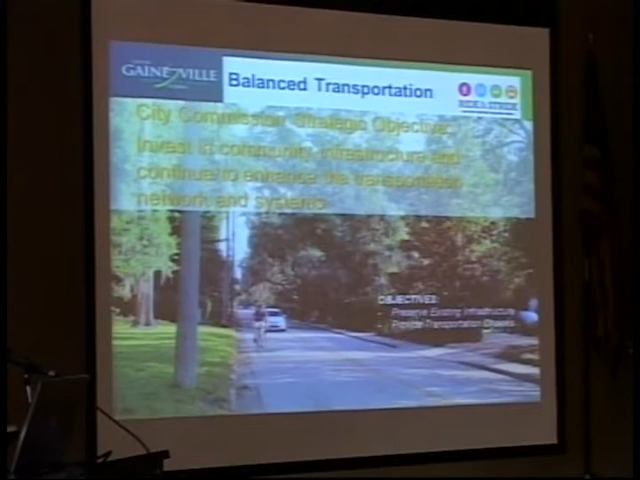 GAINESVILLE
Balanced Transportation
City Commission Strategic Objective:
Invest in community infrastructure and
continue to enhance the transportation
network and systems
OBJECTIVES
Preserve Existing Infrastructure
Provide Transportation Choices